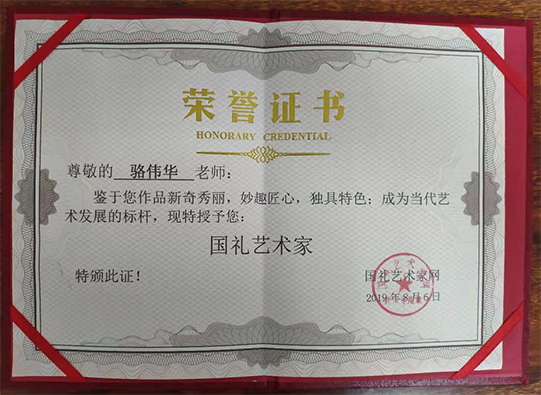 荣誉证书
HONORARY CREDENTIAL
尊敬的 骆伟华 老师：
鉴于您作品新奇秀丽，妙趣匠心，独具特色；成为当代艺
术发展的标杆，现特授予您：
国礼艺术家
特颁此证！
国礼艺术家网
2019年8月6日